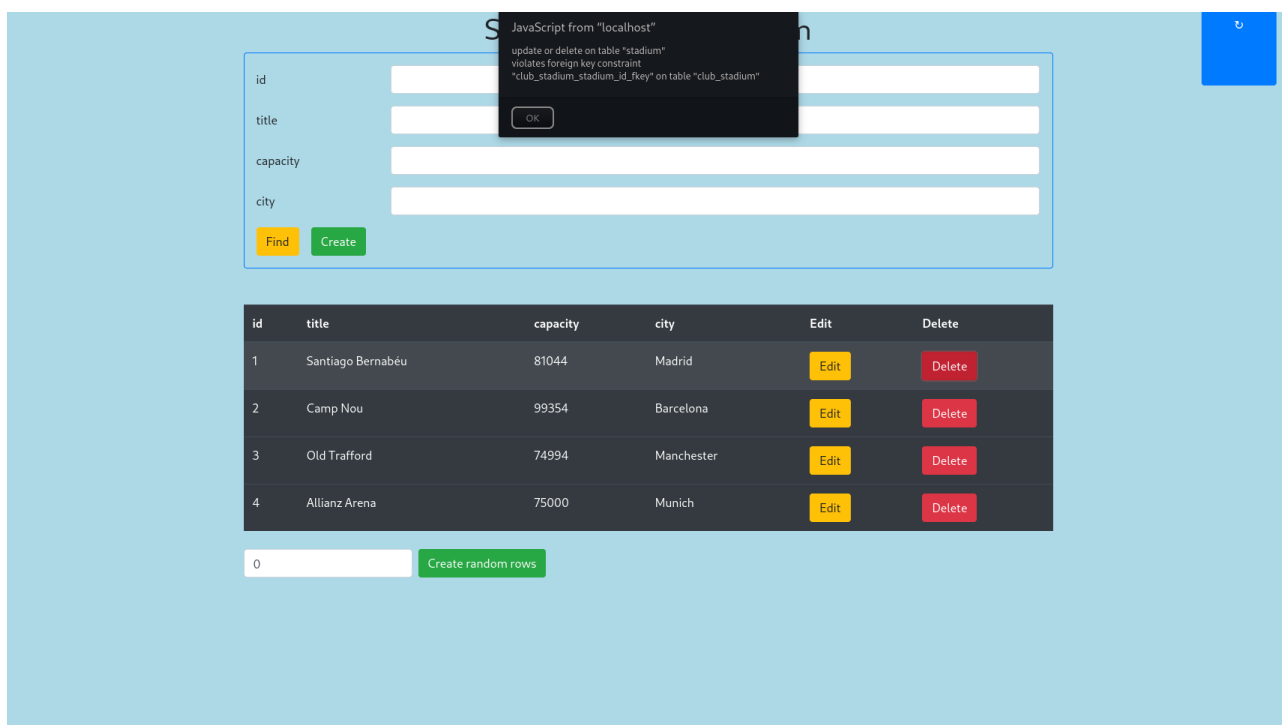 JavaScript from "localhost"
update or delete on table "stadium"
violates foreign key constraint
"club_stadium_stadium_id_fkey" on table "club_stadium"
OK
↻
id
title
capacity
city
Find Create
id title capacity city Edit Delete
1 Santiago Bernabéu 81044 Madrid Edit Delete
2 Camp Nou 99354 Barcelona Edit Delete
3 Old Trafford 74994 Manchester Edit Delete
4 Allianz Arena 75000 Munich Edit Delete
0 Create random rows